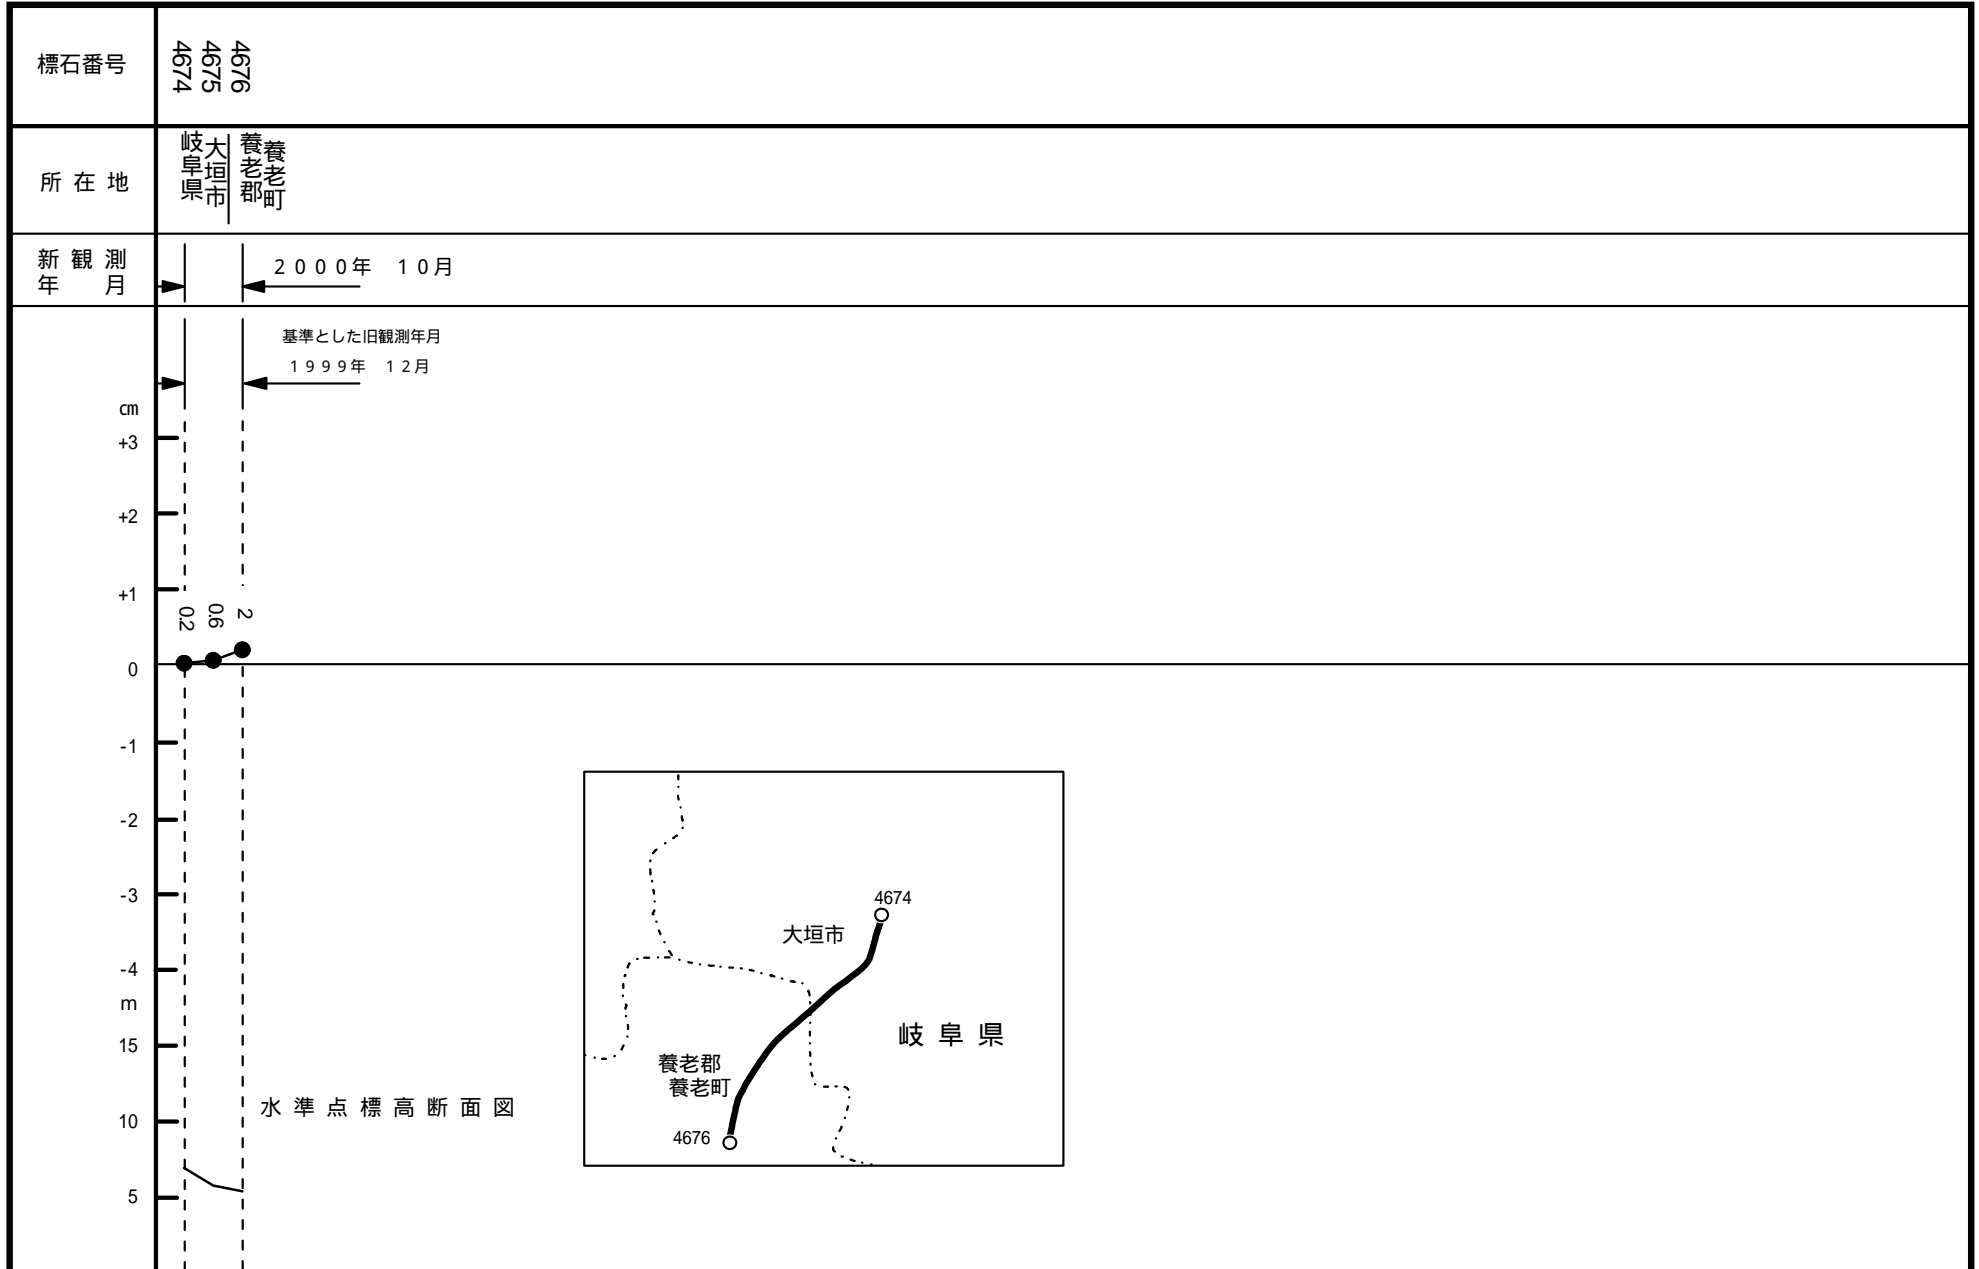 標石番号
4674
4675
4676
所在地
岐阜県
大垣市
養老郡
養老町
新観測
年 月
2000年 10月
基準とした旧観測年月
1999年 12月
cm
+3
+2
+1
0.2
0.6
2
0
-1
-2
-3
-4
m
15
10
5
水準点標高断面図
4674
大垣市
岐阜県
養老郡
養老町
4676